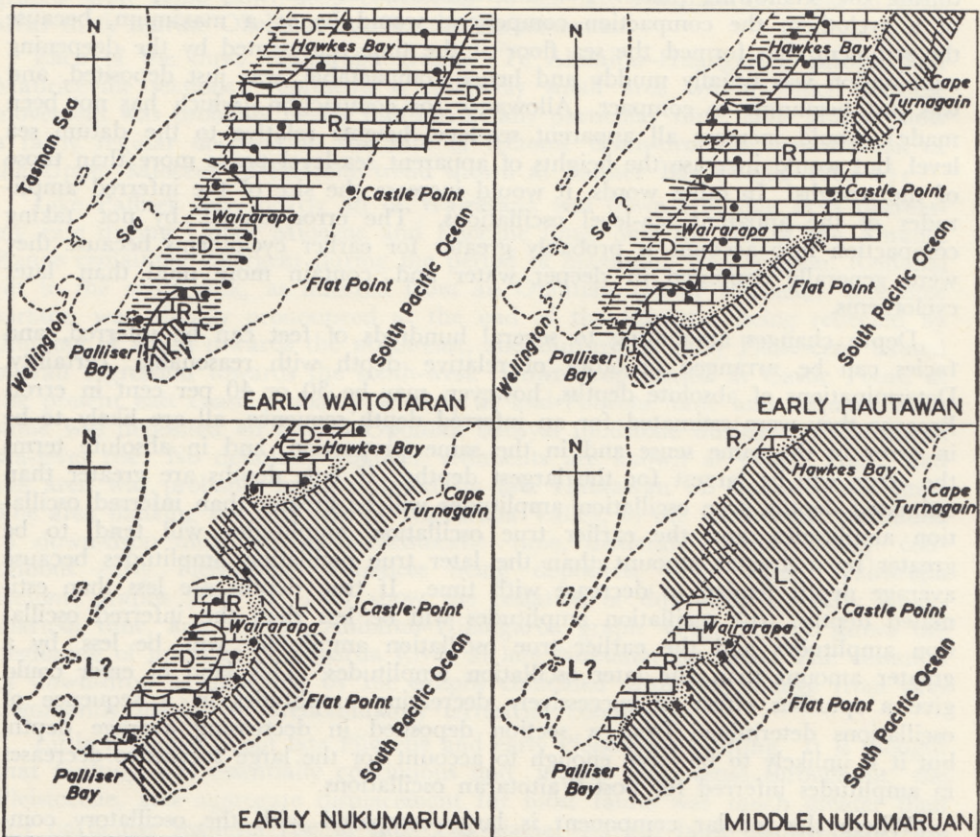 N
D
Hawkes Bay
D
R
Tasman Sea
Sea?
Castle Point
Wairarapa
D
Flat Point
South Pacific Ocean
R
Wellington
Palliser
Bay
EARLY WAITOTARAN
N
D
Hawkes Bay
D
L
Cape
Turnagain
R
Sea?
Castle Point
Wairarapa
D
Flat Point
South Pacific Ocean
Wellington
Palliser
Bay
EARLY HAUTAWAN
N
D
Hawkes Bay
Cape
Turnagain
R
L
Castle Point
Wairarapa
D
L?
Flat Point
South Pacific Ocean
Palliser
Bay
EARLY NUKUMARUAN
N
R
Hawkes Bay
Cape
Turnagain
L
Castle Point
Wairarapa
R
Flat Point
South Pacific Ocean
Palliser
Bay
MIDDLE NUKUMARUAN